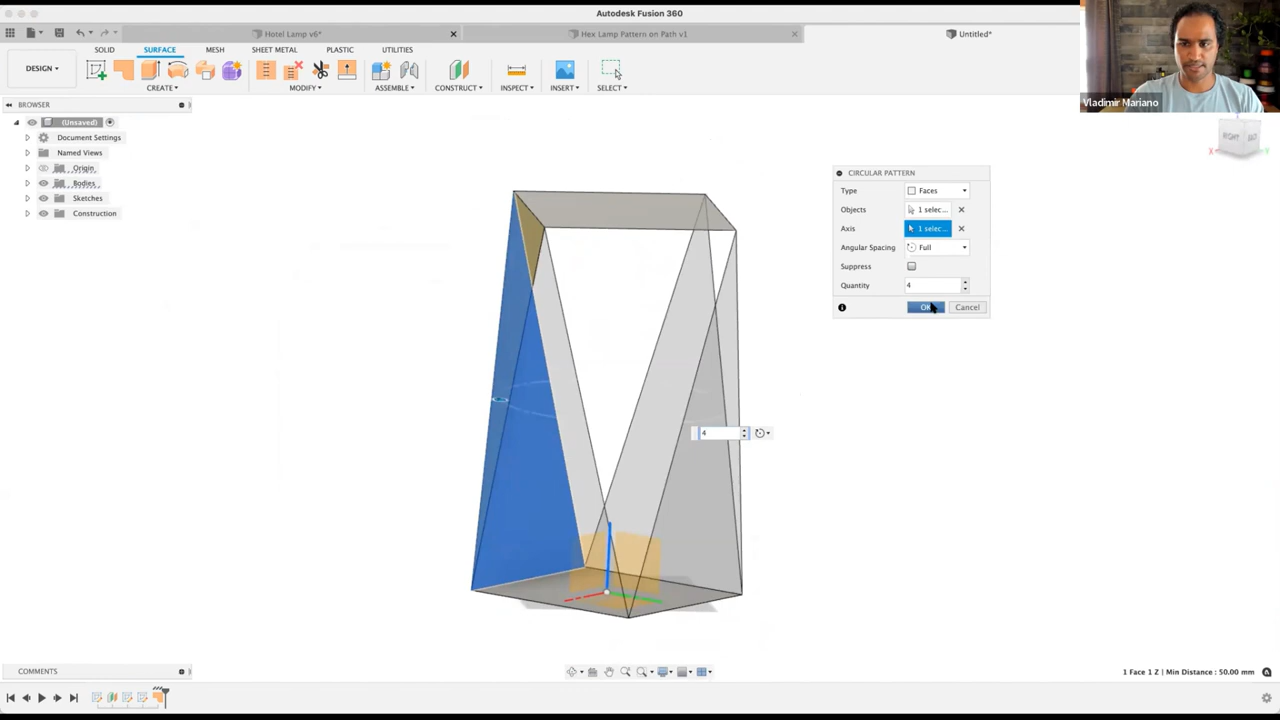 Autodesk Fusion 360
Hotel Lamp v6*
Hex Lamp Pattern on Path v1
Untitled*
DESIGN
SOLID
SURFACE
MESH
SHEET METAL
PLASTIC
UTILITIES
CREATE
MODIFY
ASSEMBLE
CONSTRUCT
INSPECT
INSERT
SELECT
Vladimir Mariano
BROWSER
(Unsaved)
Document Settings
Named Views
Origin
Bodies
Sketches
Construction
RIGHT
CIRCULAR PATTERN
Type
Faces
Objects
1 selec...
Axis
1 selec...
Angular Spacing
Full
Suppress
Quantity
4
OK
Cancel
4
COMMENTS
1 Face 1 Z | Min Distance : 50.00 mm